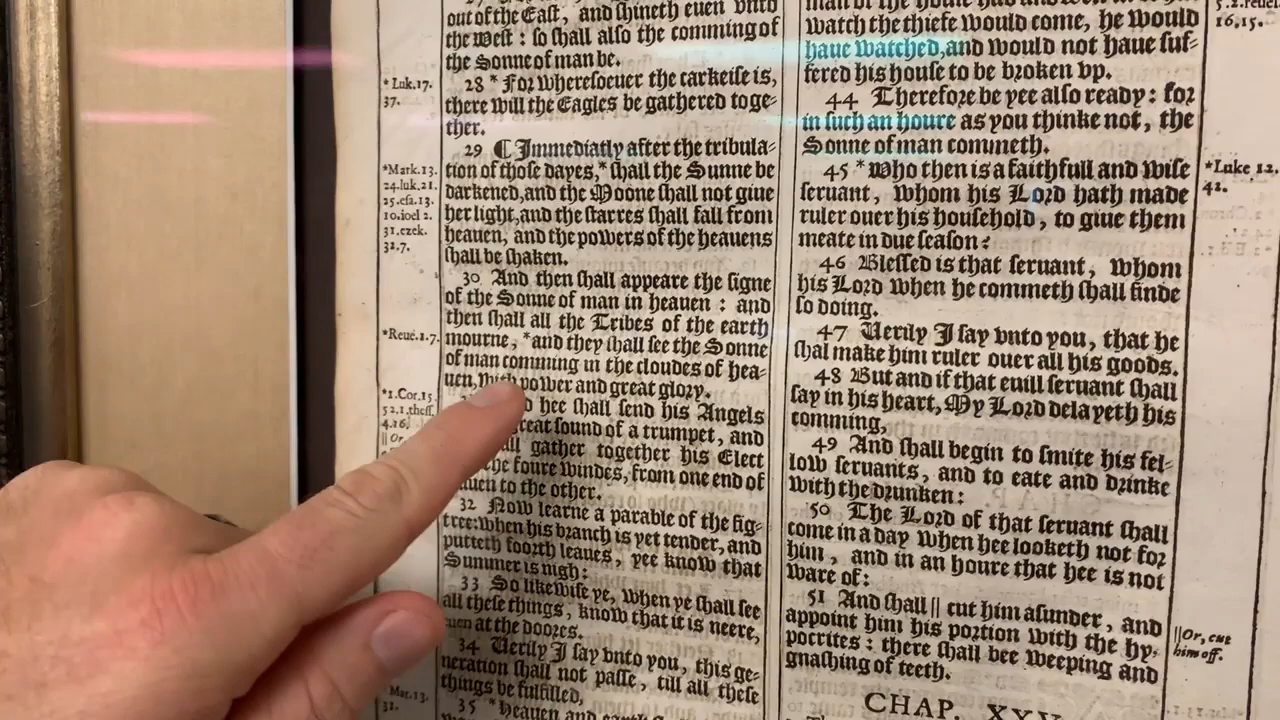 out of the East, and shineth euen vnto
the West : so shall also the comming of
the Sonne of man be.
* Luk.17.
37.
28 * For wheresoeuer the carkeise is,
there will the Eagles be gathered toge-
ther.
29 ¶ Immediatly after the tribula-
*Mark.13.
24.luk.21.
25.esa.13.
10.ioel 2.
31.ezek.
32.7.
tion of those dayes,* shall the Sunne be
darkened,and the Moone shall not giue
her light,and the starres shall fall from
heauen, and the powers of the heauens
shall be shaken.
30 And then shall appeare the signe
of the Sonne of man in heauen : and
then shall all the Tribes of the earth
*Reue.1.7.
mourne, *and they shall see the Sonne
of man comming in the cloudes of hea-
uen,with power and great glory.
*1.Cor.15.
52.1.thess.
4.16.
|| Or,
hee shall send his Angels
great sound of a trumpet, and
gather together his Elect
the foure windes, from one end of
to the other.
32 Now learne a parable of the fig-
tree:when his branch is yet tender, and
putteth foorth leaues, yee know that
Summer is nigh:
33 So likewise ye, when ye shall see
all these things, know that it is neere,
euen at the doores.
34 Uerily I say vnto you, this ge-
neration shall not passe, till all these
things be fulfilled,
Mar.13.
31.
35 *Heauen and earth
watch the thiefe would come, he would
haue watched,and would not haue suf-
fered his house to be broken vp.
16,15.
44 Therefore be yee also ready : for
in such an houre as you thinke not, the
Sonne of man commeth.
45 * Who then is a faithfull and wise
seruant, whom his Lord hath made
ruler ouer his household, to giue them
meate in due season?
*Luke 12.
42.
46 Blessed is that seruant, whom
his Lord when he commeth shall finde
so doing.
47 Uerily I say vnto you, that he
shal make him ruler ouer all his goods.
48 But and if that euill seruant shall
say in his heart, My Lord delayeth his
comming,
49 And shall begin to smite his fel-
low seruants, and to eate and drinke
with the drunken:
50 The Lord of that seruant shall
come in a day when hee looketh not for
him, and in an houre that hee is not
ware of:
51 And shall || cut him asunder, and
appoint him his portion with the hy-
pocrites : there shall bee weeping and
gnashing of teeth.
||Or, cut
him off.
CHAP. XXV